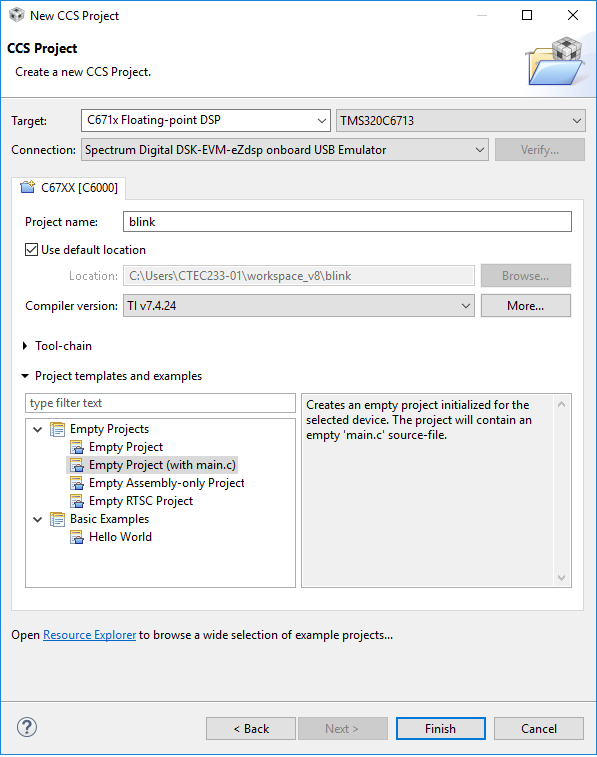 New CCS Project
CCS Project
Create a new CCS Project.
Target: C671x Floating-point DSP TMS320C6713
Connection: Spectrum Digital DSK-EVM-eZdsp onboard USB Emulator Verify...
C67XX [C6000]
Project name: blink
Use default location
Location: C:\Users\CTEC233-01\workspace_v8\blink Browse...
Compiler version: TI v7.4.24 More...
Tool-chain
Project templates and examples
type filter text
Empty Projects
Empty Project
Empty Project (with main.c)
Empty Assembly-only Project
Empty RTSC Project
Basic Examples
Hello World
Creates an empty project initialized for the
selected device. The project will contain an
empty 'main.c' source-file.
Open Resource Explorer to browse a wide selection of example projects...
? < Back Next > Finish Cancel